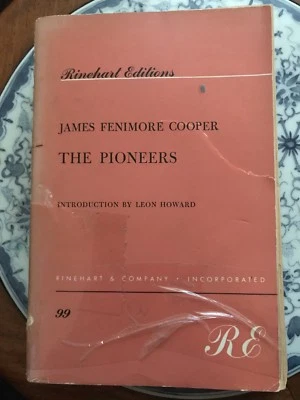 Rinehart Editions
JAMES FENIMORE COOPER
THE PIONEERS
INTRODUCTION BY LEON HOWARD
RINEHART & COMPANY • INCORPORATED
99
RE